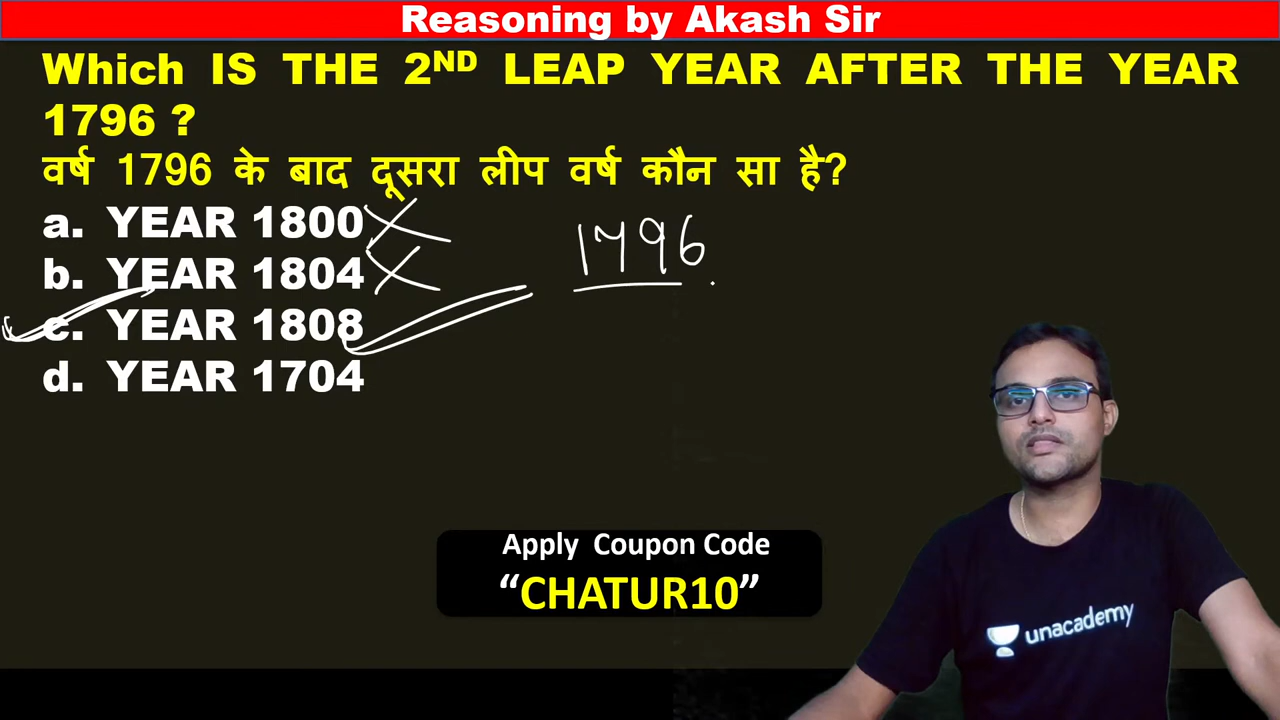 Reasoning by Akash Sir
Which IS THE 2ND LEAP YEAR AFTER THE YEAR
1796 ?
वर्ष 1796 के बाद दूसरा लीप वर्ष कौन सा है?
a. YEAR 1800
b. YEAR 1804
c. YEAR 1808
d. YEAR 1704
1796
Apply Coupon Code
“CHATUR10”
unacademy